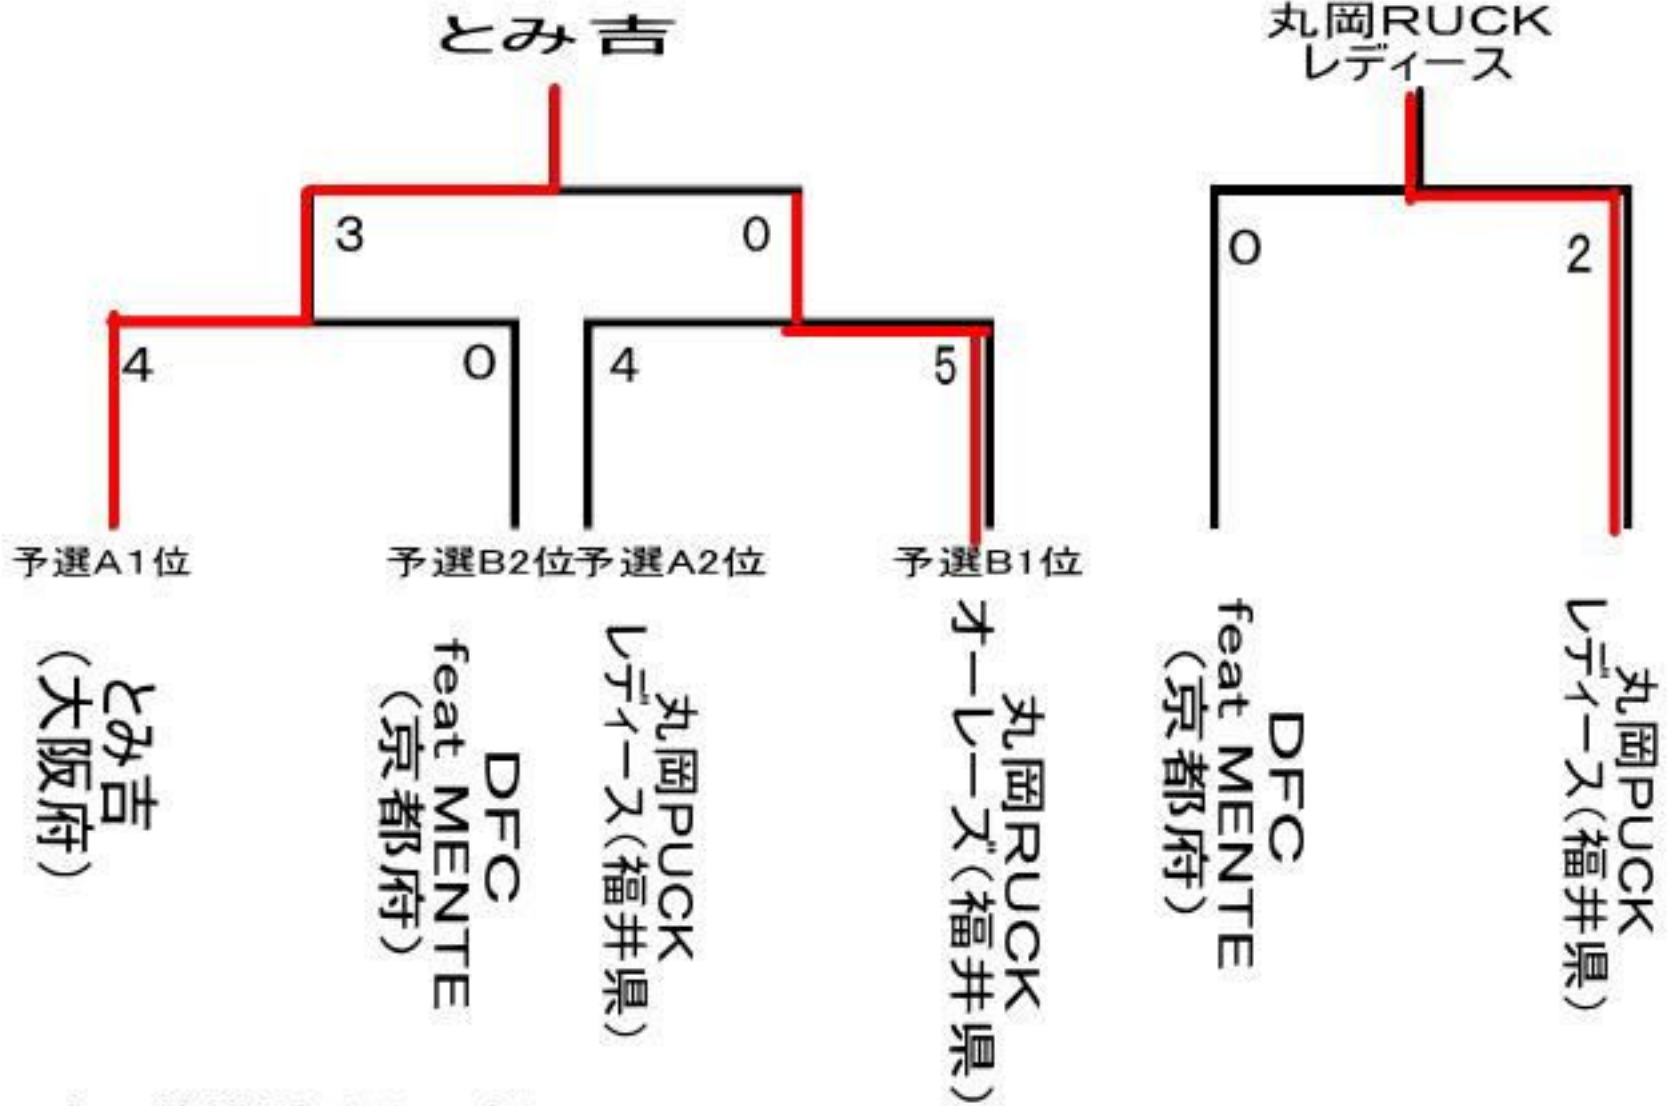 とみ吉
丸岡RUCK
レディース
3
0
0
2
4
0
4
5
予選A1位
予選B2位
予選A2位
予選B1位
とみ吉
（大阪府）
DFC
feat MENTE
（京都府）
丸岡PUCK
レディース（福井県）
丸岡RUCK
オーレーズ（福井県）
DFC
feat MENTE
（京都府）
丸岡PUCK
レディース（福井県）